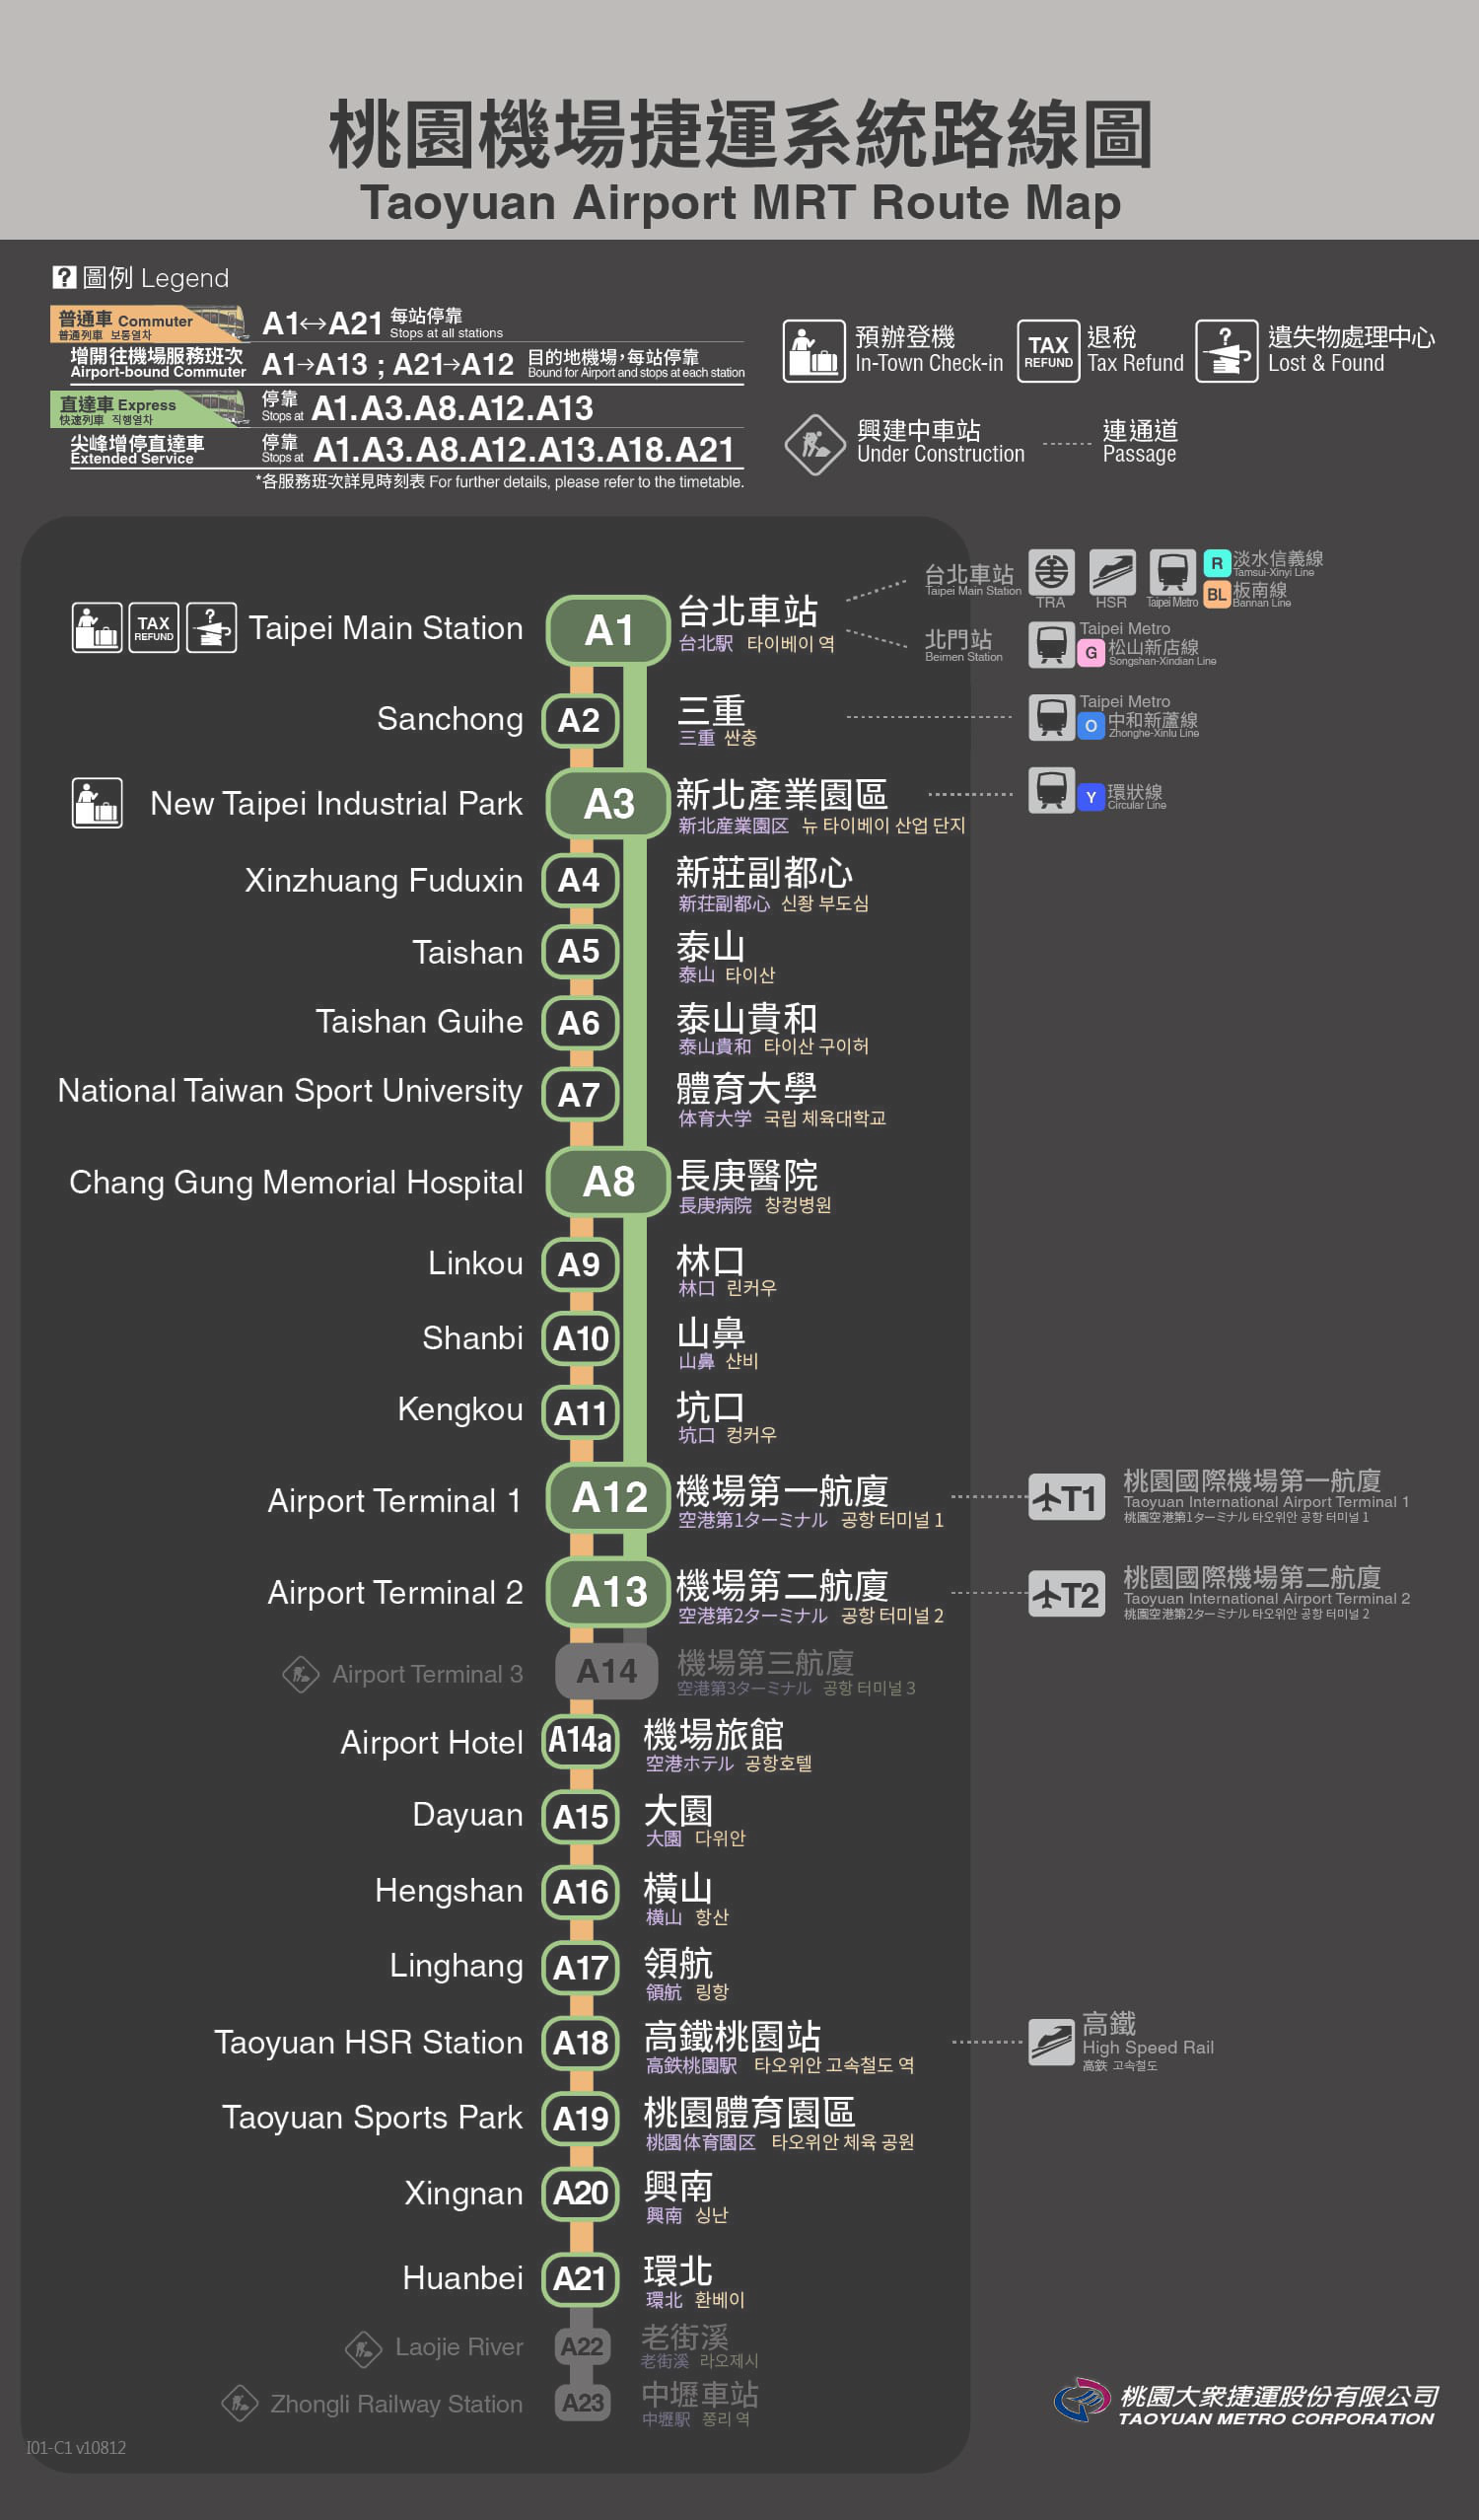 桃園機場捷運系統路線圖
Taoyuan Airport MRT Route Map
? 圖例 Legend
普通車 Commuter
普通列車 보통열차
A1↔A21 每站停靠
Stops at all stations
增開往機場服務班次
Airport-bound Commuter
A1→A13 ; A21→A12 目的地機場，每站停靠
Bound for Airport and stops at each station
直達車 Express
快速列車 직행열차
停靠
Stops at A1.A3.A8.A12.A13
尖峰增停直達車
Extended Service
停靠
Stops at A1.A3.A8.A12.A13.A18.A21
*各服務班次詳見時刻表 For further details, please refer to the timetable.
預辦登機
In-Town Check-in
TAX
REFUND
退稅
Tax Refund
?
遺失物處理中心
Lost & Found
興建中車站
Under Construction
連通道
Passage
TAX
REFUND
?
Taipei Main Station A1 台北車站
台北駅 타이베이 역
台北車站
Taipei Main Station
TRA HSR Taipei Metro
R 淡水信義線
Tamsui-Xinyi Line
BL 板南線
Bannan Line
北門站
Beimen Station
Taipei Metro
G 松山新店線
Songshan-Xindian Line
Sanchong A2 三重
三重 싼충
Taipei Metro
O 中和新蘆線
Zhonghe-Xinlu Line
New Taipei Industrial Park A3 新北產業園區
新北産業園区 뉴 타이베이 산업 단지
Y 環狀線
Circular Line
Xinzhuang Fuduxin A4 新莊副都心
新荘副都心 신좡 부도심
Taishan A5 泰山
泰山 타이산
Taishan Guihe A6 泰山貴和
泰山貴和 타이산 구이허
National Taiwan Sport University A7 體育大學
体育大学 국립 체육대학교
Chang Gung Memorial Hospital A8 長庚醫院
長庚病院 창겅병원
Linkou A9 林口
林口 린커우
Shanbi A10 山鼻
山鼻 샨비
Kengkou A11 坑口
坑口 컹커우
Airport Terminal 1 A12 機場第一航廈
空港第1ターミナル 공항 터미널 1
T1 桃園國際機場第一航廈
Taoyuan International Airport Terminal 1
桃園空港第1ターミナル 타오위안 공항 터미널 1
Airport Terminal 2 A13 機場第二航廈
空港第2ターミナル 공항 터미널 2
T2 桃園國際機場第二航廈
Taoyuan International Airport Terminal 2
桃園空港第2ターミナル 타오위안 공항 터미널 2
Airport Terminal 3 A14 機場第三航廈
空港第3ターミナル 공항 터미널 3
Airport Hotel A14a 機場旅館
空港ホテル 공항호텔
Dayuan A15 大園
大園 다위안
Hengshan A16 橫山
横山 항산
Linghang A17 領航
領航 링항
Taoyuan HSR Station A18 高鐵桃園站
高鉄桃園駅 타오위안 고속철도 역
高鐵
High Speed Rail
高鉄 고속철도
Taoyuan Sports Park A19 桃園體育園區
桃園体育園区 타오위안 체육 공원
Xingnan A20 興南
興南 싱난
Huanbei A21 環北
環北 환베이
Laojie River A22 老街溪
老街溪 라오제시
Zhongli Railway Station A23 中壢車站
中壢駅 쫑리 역
桃園大眾捷運股份有限公司
TAOYUAN METRO CORPORATION
I01-C1 v10812